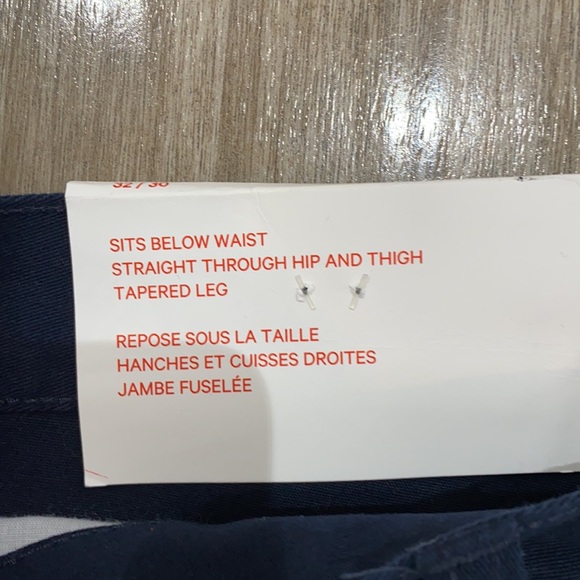 SITS BELOW WAIST
STRAIGHT THROUGH HIP AND THIGH
TAPERED LEG
REPOSE SOUS LA TAILLE
HANCHES ET CUISSES DROITES
JAMBE FUSELÉE